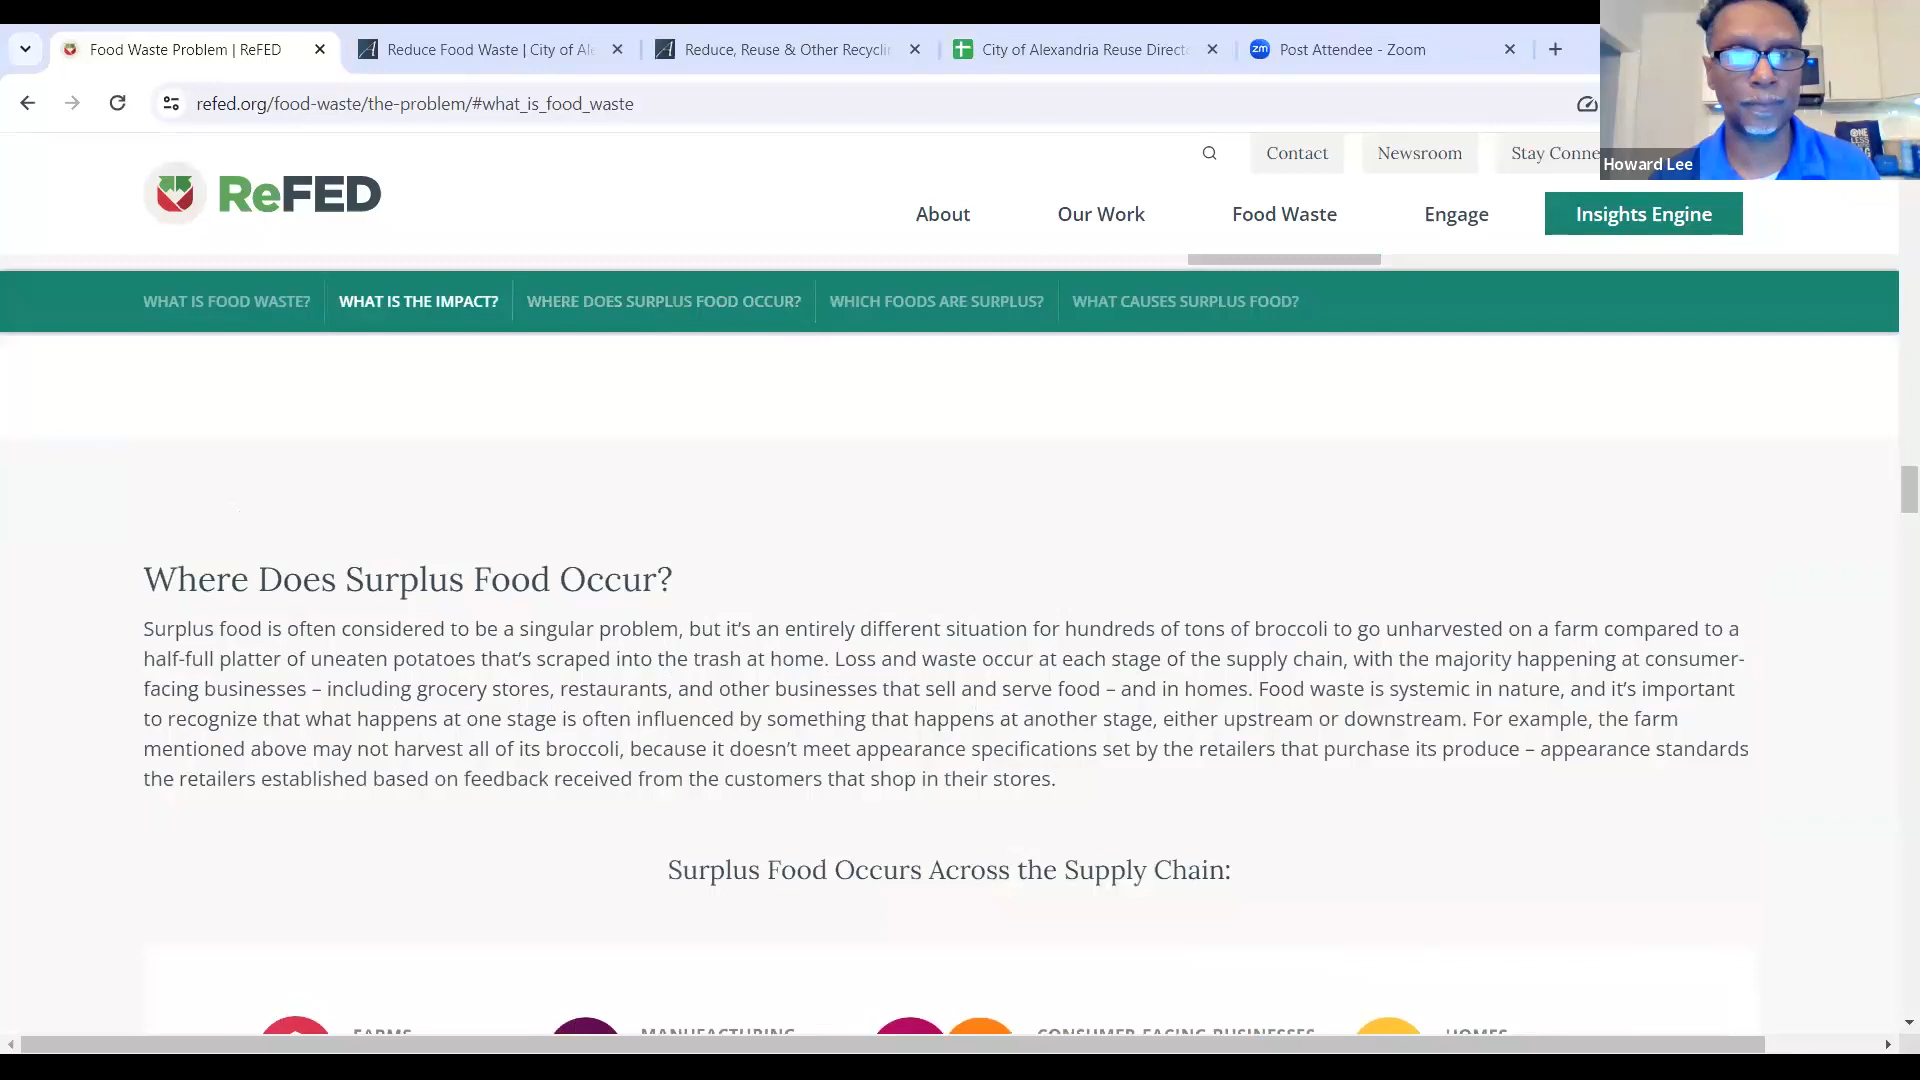 Food Waste Problem | ReFED
Reduce Food Waste | City of Ale
Reduce, Reuse & Other Recyclin
City of Alexandria Reuse Directo
zm
Post Attendee - Zoom
refed.org/food-waste/the-problem/#what_is_food_waste
Howard Lee
Contact
Newsroom
Stay Conne
ReFED
About
Our Work
Food Waste
Engage
Insights Engine
WHAT IS FOOD WASTE?
WHAT IS THE IMPACT?
WHERE DOES SURPLUS FOOD OCCUR?
WHICH FOODS ARE SURPLUS?
WHAT CAUSES SURPLUS FOOD?
Where Does Surplus Food Occur?
Surplus food is often considered to be a singular problem, but it’s an entirely different situation for hundreds of tons of broccoli to go unharvested on a farm compared to a
half-full platter of uneaten potatoes that’s scraped into the trash at home. Loss and waste occur at each stage of the supply chain, with the majority happening at consumer-
facing businesses – including grocery stores, restaurants, and other businesses that sell and serve food – and in homes. Food waste is systemic in nature, and it’s important
to recognize that what happens at one stage is often influenced by something that happens at another stage, either upstream or downstream. For example, the farm
mentioned above may not harvest all of its broccoli, because it doesn’t meet appearance specifications set by the retailers that purchase its produce – appearance standards
the retailers established based on feedback received from the customers that shop in their stores.
Surplus Food Occurs Across the Supply Chain:
FARMS
MANUFACTURING
CONSUMER-FACING BUSINESSES
HOMES